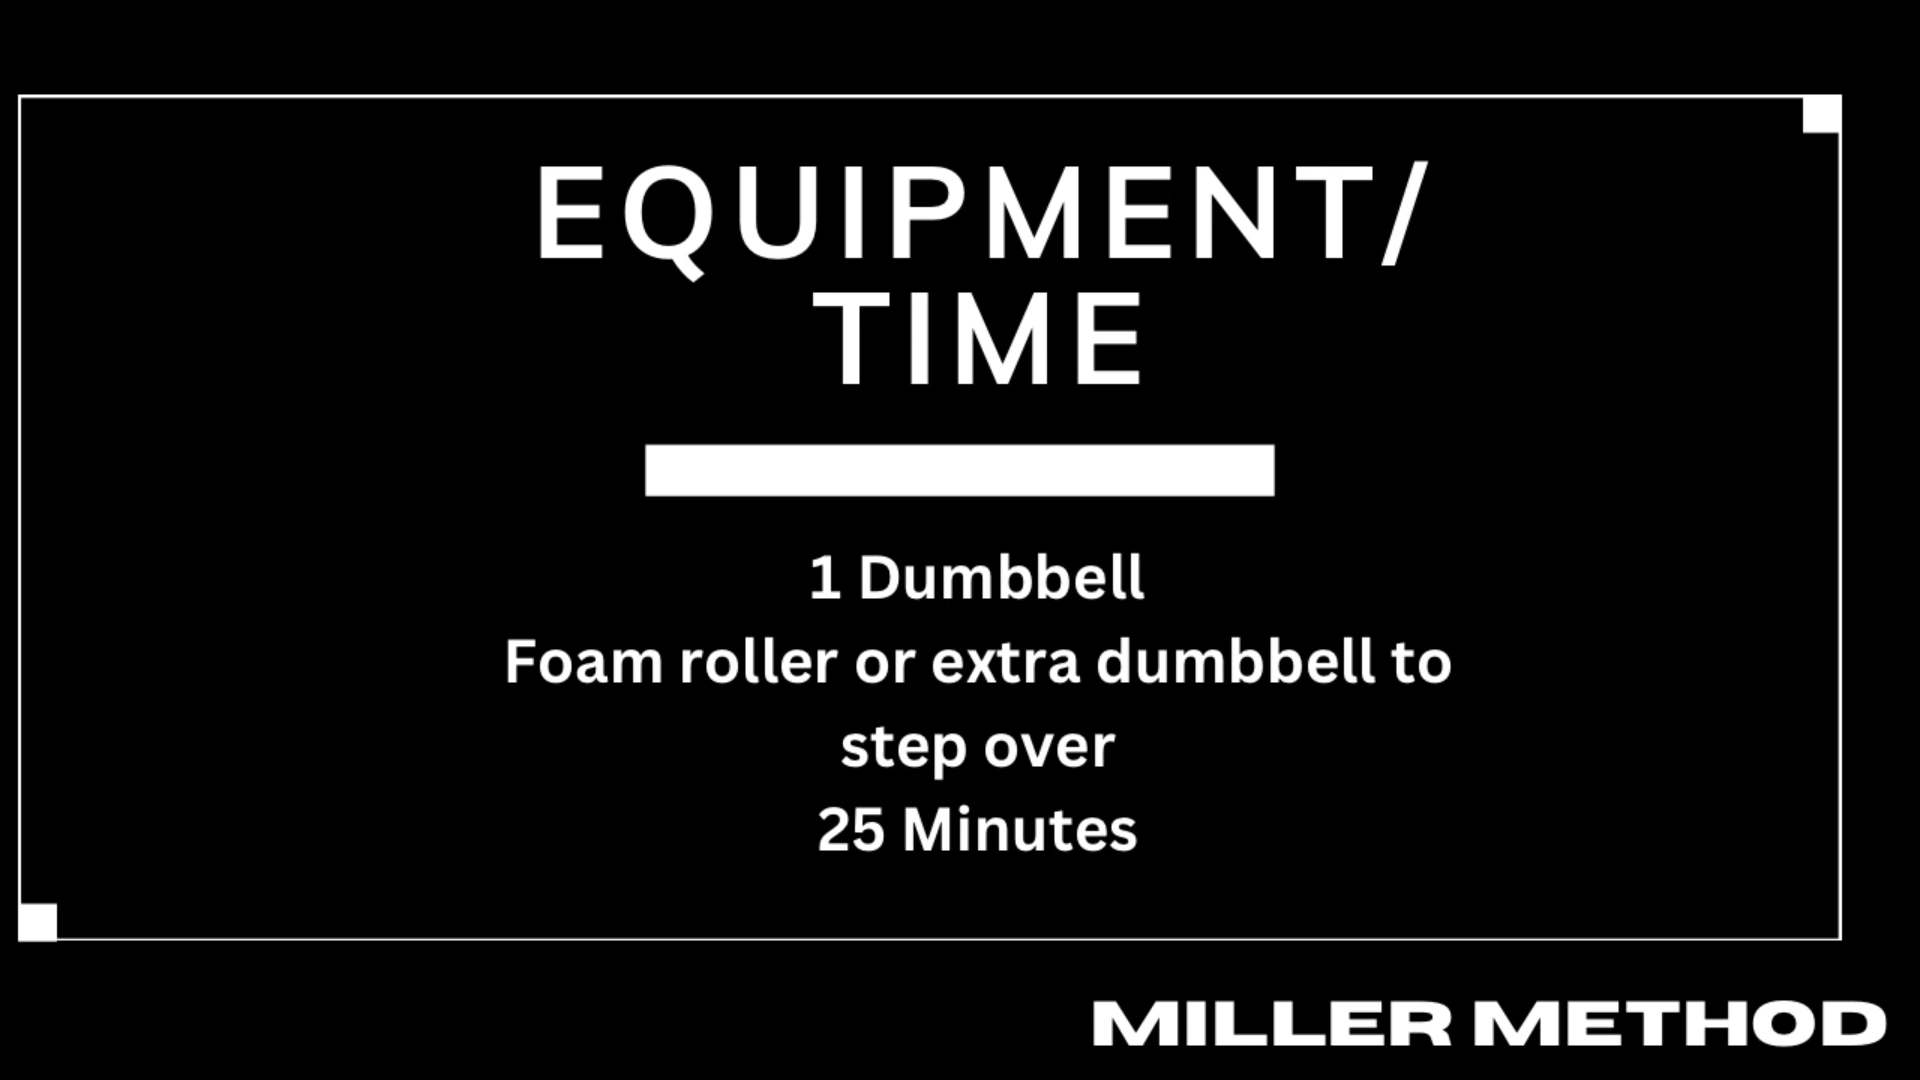 EQUIPMENT/
TIME
1 Dumbbell
Foam roller or extra dumbbell to
step over
25 Minutes
MILLER METHOD